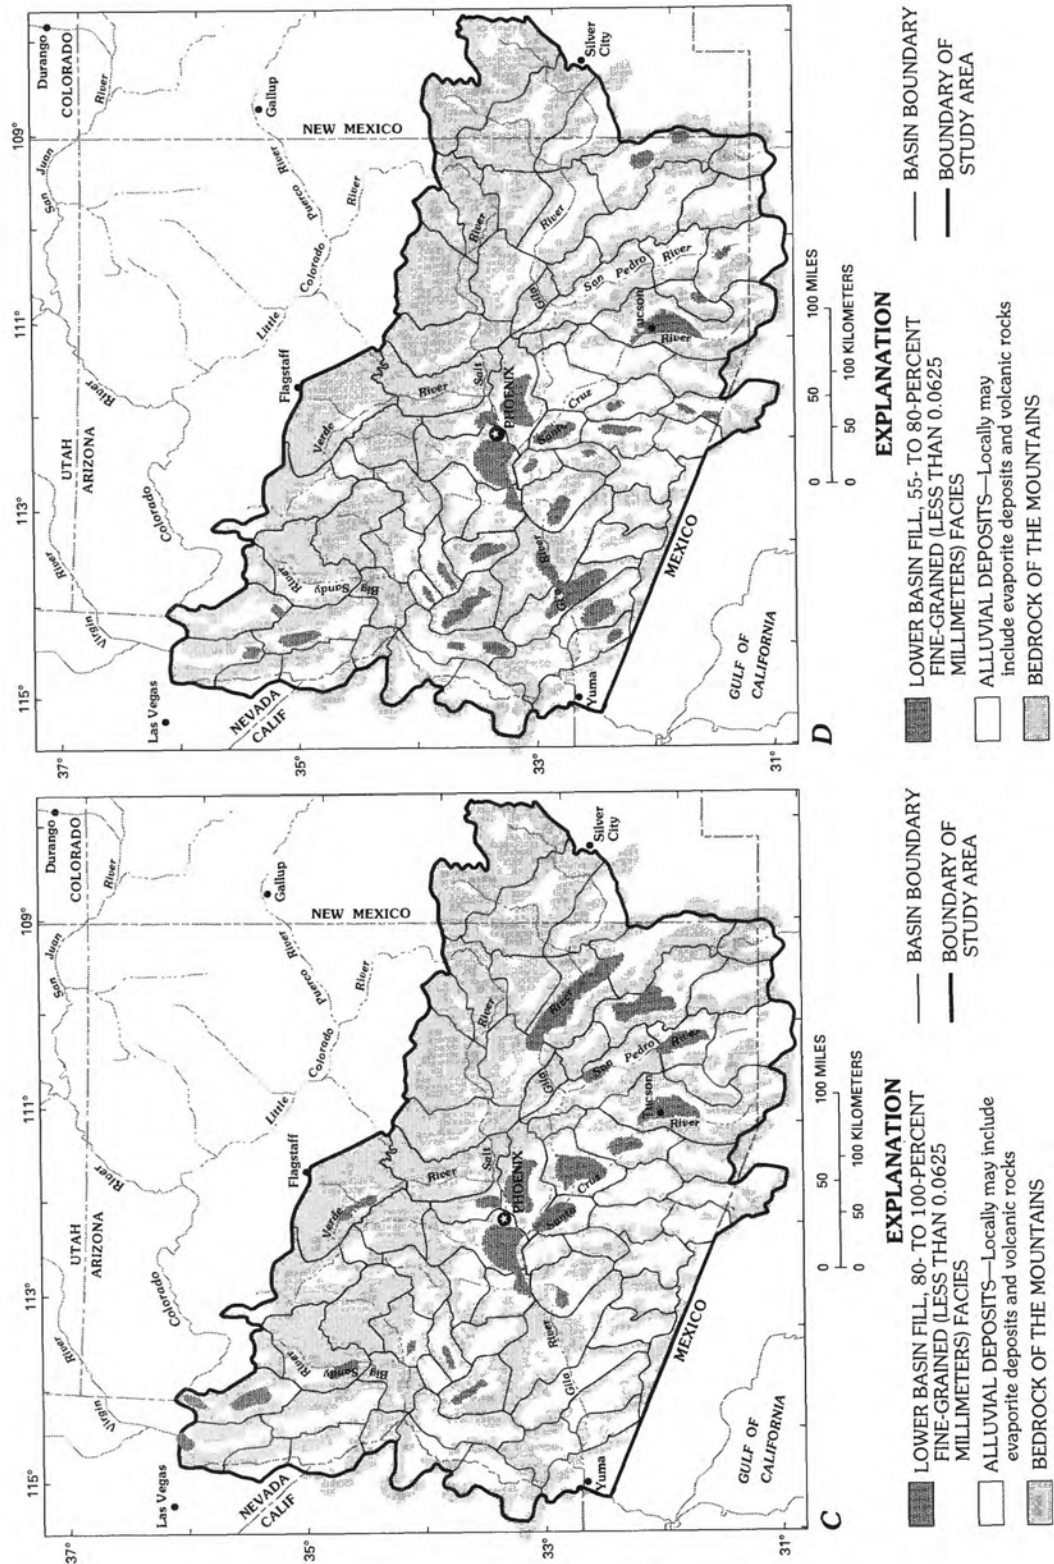 115°
113°
111°
109°
37°
35°
33°
31°
Las Vegas
NEVADA
CALIF
Virgin
River
UTAH
ARIZONA
Colorado
River
San
Juan
River
Durango
COLORADO
Gallup
Puerco
River
NEW MEXICO
Little
Colorado
River
Flagstaff
Verde
River
Big
Sandy
River
Salt
River
PHOENIX
Gila
River
Gila
River
Santa
Cruz
River
Tucson
San
Pedro
River
Silver
City
Yuma
MEXICO
GULF OF
CALIFORNIA
C
0 50 100 MILES
0 50 100 KILOMETERS
EXPLANATION
LOWER BASIN FILL, 80- TO 100-PERCENT
FINE-GRAINED (LESS THAN 0.0625
MILLIMETERS) FACIES
ALLUVIAL DEPOSITS—Locally may include
evaporite deposits and volcanic rocks
BEDROCK OF THE MOUNTAINS
BASIN BOUNDARY
BOUNDARY OF
STUDY AREA
115°
113°
111°
109°
37°
35°
33°
31°
Las Vegas
NEVADA
CALIF
Virgin
River
UTAH
ARIZONA
Colorado
River
San
Juan
River
Durango
COLORADO
Gallup
Puerco
River
NEW MEXICO
Little
Colorado
River
Flagstaff
Verde
River
Big
Sandy
River
Salt
River
PHOENIX
Gila
River
Gila
River
Santa
Cruz
River
Tucson
San
Pedro
River
Silver
City
Yuma
MEXICO
GULF OF
CALIFORNIA
D
0 50 100 MILES
0 50 100 KILOMETERS
EXPLANATION
LOWER BASIN FILL, 55- TO 80-PERCENT
FINE-GRAINED (LESS THAN 0.0625
MILLIMETERS) FACIES
ALLUVIAL DEPOSITS—Locally may
include evaporite deposits and volcanic rocks
BEDROCK OF THE MOUNTAINS
BASIN BOUNDARY
BOUNDARY OF
STUDY AREA